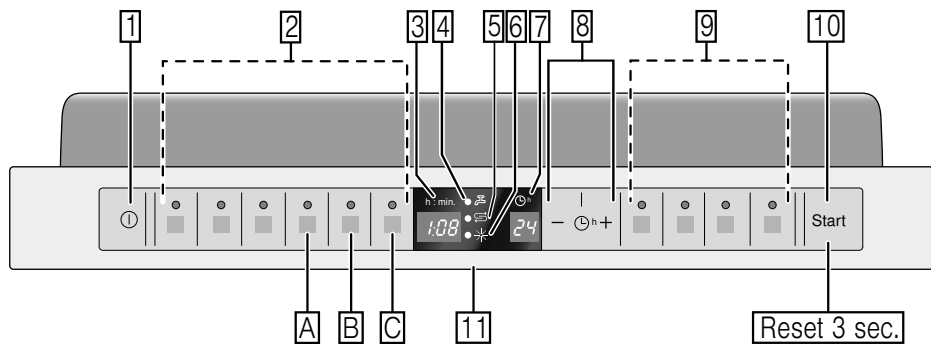 1 2 3 4 5 6 7 8 9 10
h : min. h
1:08 24 – h + Start
A B C 11 Reset 3 sec.